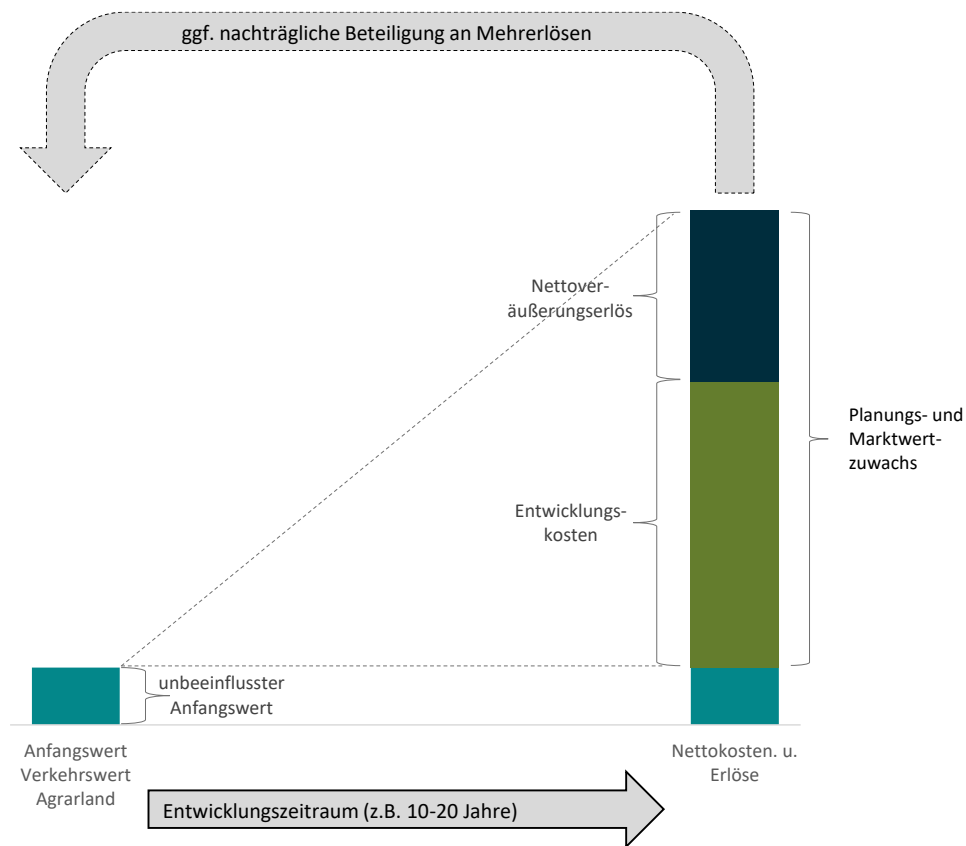 ggf. nachträgliche Beteiligung an Mehrerlösen
Nettover-
äußerungserlös
Planungs- und
Marktwert-
zuwachs
Entwicklungs-
kosten
unbeeinflusster
Anfangswert
Anfangswert
Verkehrswert
Agrarland
Nettokosten. u.
Erlöse
Entwicklungszeitraum (z.B. 10-20 Jahre)